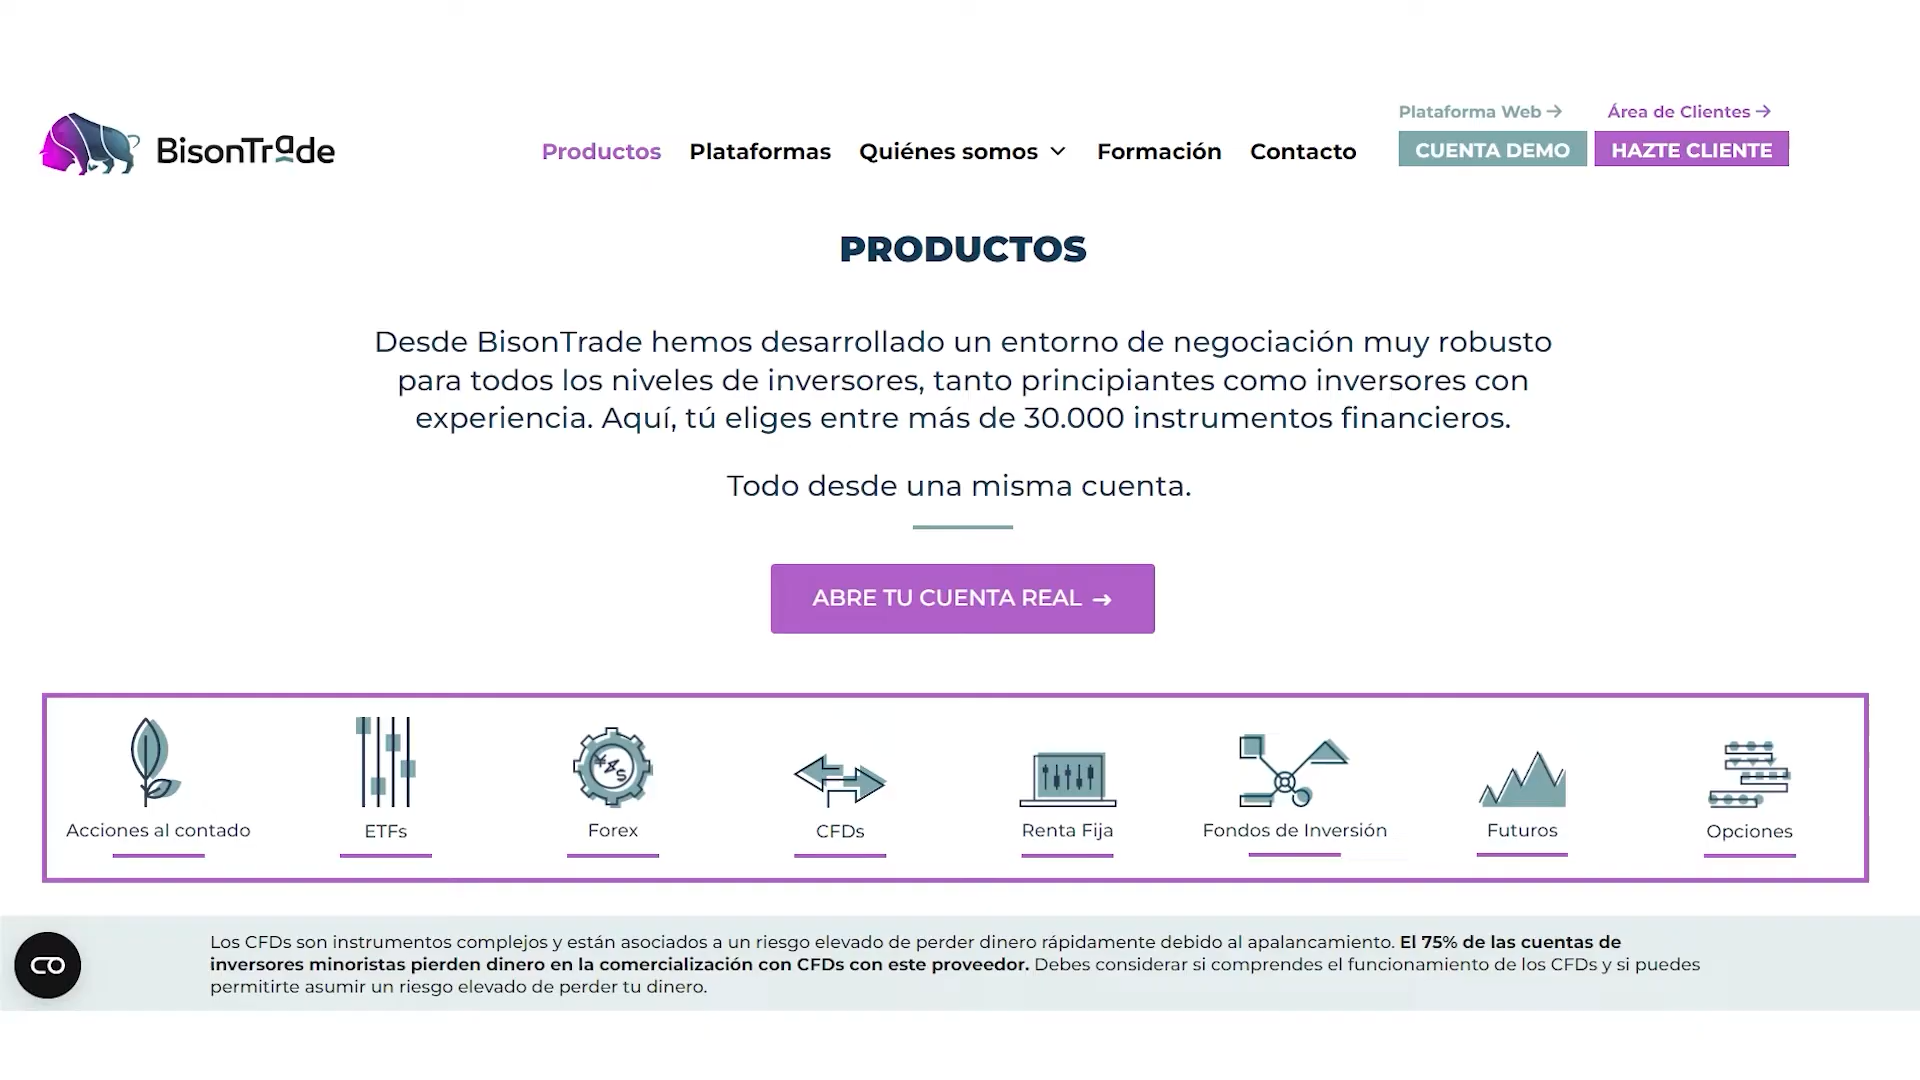 Plataforma Web → Área de Clientes →
BisonTrade Productos Plataformas Quiénes somos Formación Contacto CUENTA DEMO HAZTE CLIENTE
PRODUCTOS
Desde BisonTrade hemos desarrollado un entorno de negociación muy robusto
para todos los niveles de inversores, tanto principiantes como inversores con
experiencia. Aquí, tú eliges entre más de 30.000 instrumentos financieros.
Todo desde una misma cuenta.
ABRE TU CUENTA REAL →
Acciones al contado ETFs Forex CFDs Renta Fija Fondos de Inversión Futuros Opciones
Los CFDs son instrumentos complejos y están asociados a un riesgo elevado de perder dinero rápidamente debido al apalancamiento. El 75% de las cuentas de
inversores minoristas pierden dinero en la comercialización con CFDs con este proveedor. Debes considerar si comprendes el funcionamiento de los CFDs y si puedes
permitirte asumir un riesgo elevado de perder tu dinero.